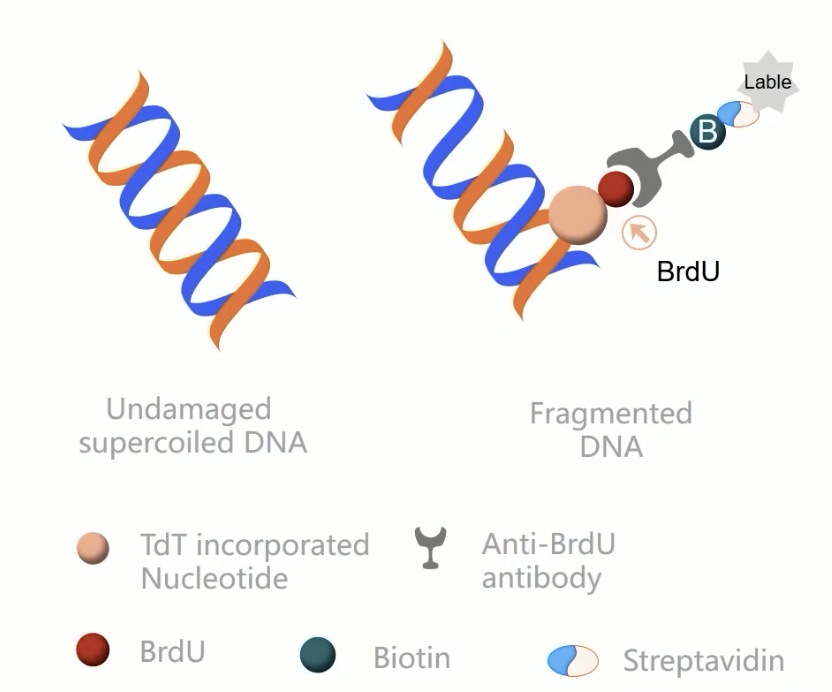 Lable
B
BrdU
Undamaged
supercoiled DNA
Fragmented
DNA
TdT incorporated
Nucleotide
Anti-BrdU
antibody
BrdU
Biotin
Streptavidin